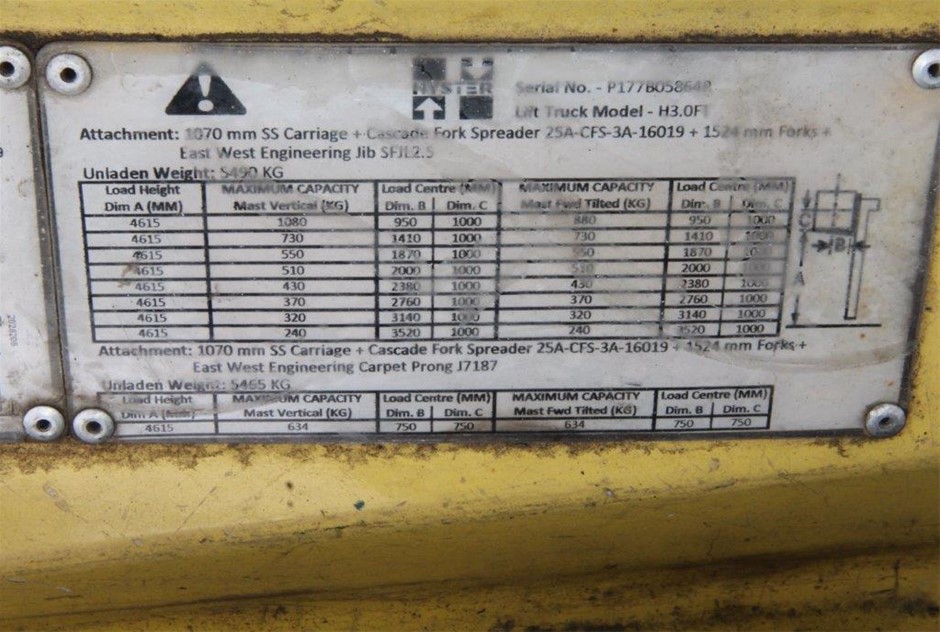 HYSTER
Serial No. - P177B05864R
Lift Truck Model - H3.0FT
Attachment: 1070 mm SS Carriage + Cascade Fork Spreader 25A-CFS-3A-16019 + 1524 mm Forks +
East West Engineering Jib SFJL2.5
Unladen Weight: 5490 KG
Load Height MAXIMUM CAPACITY Load Centre (MM) MAXIMUM CAPACITY Load Centre (MM)
Dim A (MM) Mast Vertical (KG) Dim. B Dim. C Mast Fwd Tilted (KG) Dim. B Dim. C
4615 1080 950 1000 880 950 1000
4615 730 1410 1000 730 1410 1000
4615 550 1870 1000 550 1870 1000
4615 510 2000 1000 510 2000 1000
4615 430 2380 1000 430 2380 1000
4615 370 2760 1000 370 2760 1000
4615 320 3140 1000 320 3140 1000
4615 240 3520 1000 240 3520 1000
C
B
A
Attachment: 1070 mm SS Carriage + Cascade Fork Spreader 25A-CFS-3A-16019 + 1524 mm Forks +
East West Engineering Carpet Prong J7187
Unladen Weight: 5465 KG
Load Height MAXIMUM CAPACITY Load Centre (MM) MAXIMUM CAPACITY Load Centre (MM)
Dim A (MM) Mast Vertical (KG) Dim. B Dim. C Mast Fwd Tilted (KG) Dim. B Dim. C
4615 634 750 750 634 750 750